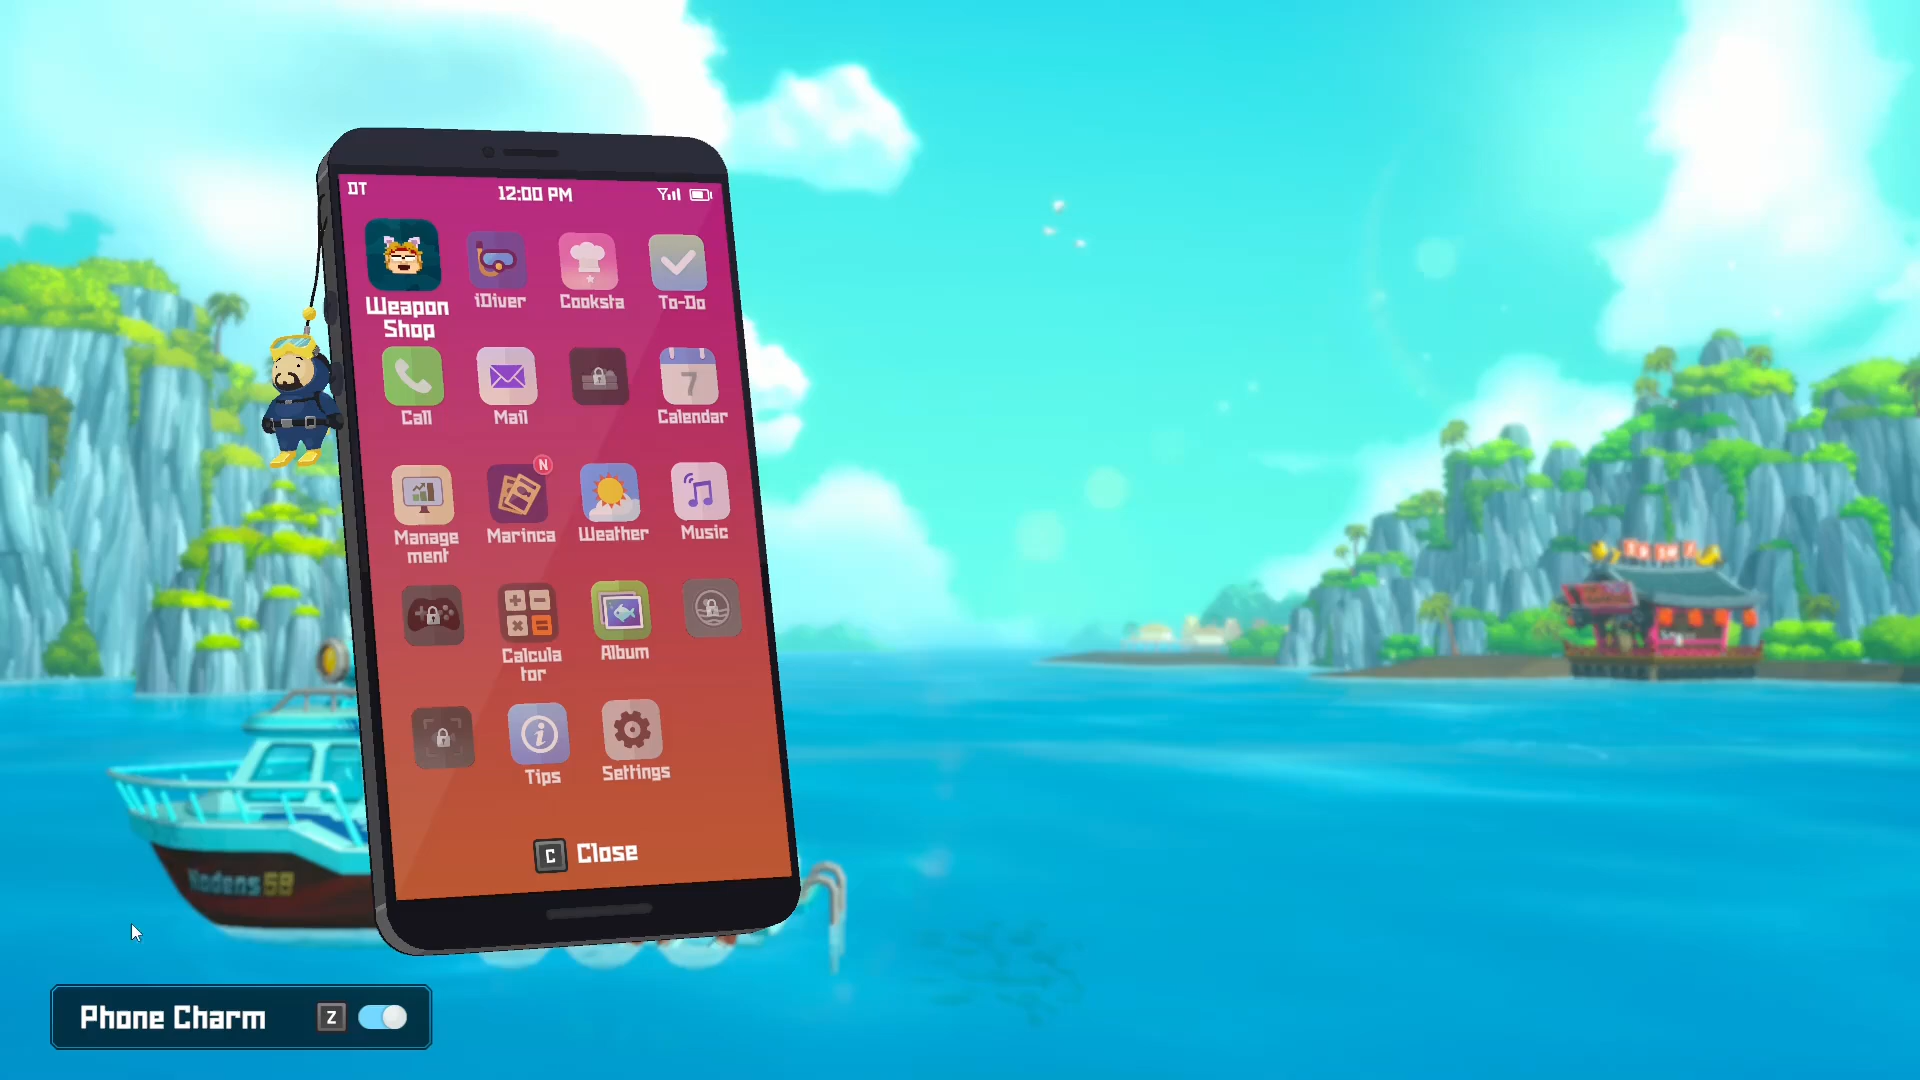 DT
12:00 PM
Weapon
Shop
iDiver
Cooksta
To-Do
Call
Mail
7
Calendar
Manage
ment
N
Marinca
Weather
Music
Calcula
tor
Album
Tips
Settings
C Close
Nodens58
Phone Charm Z